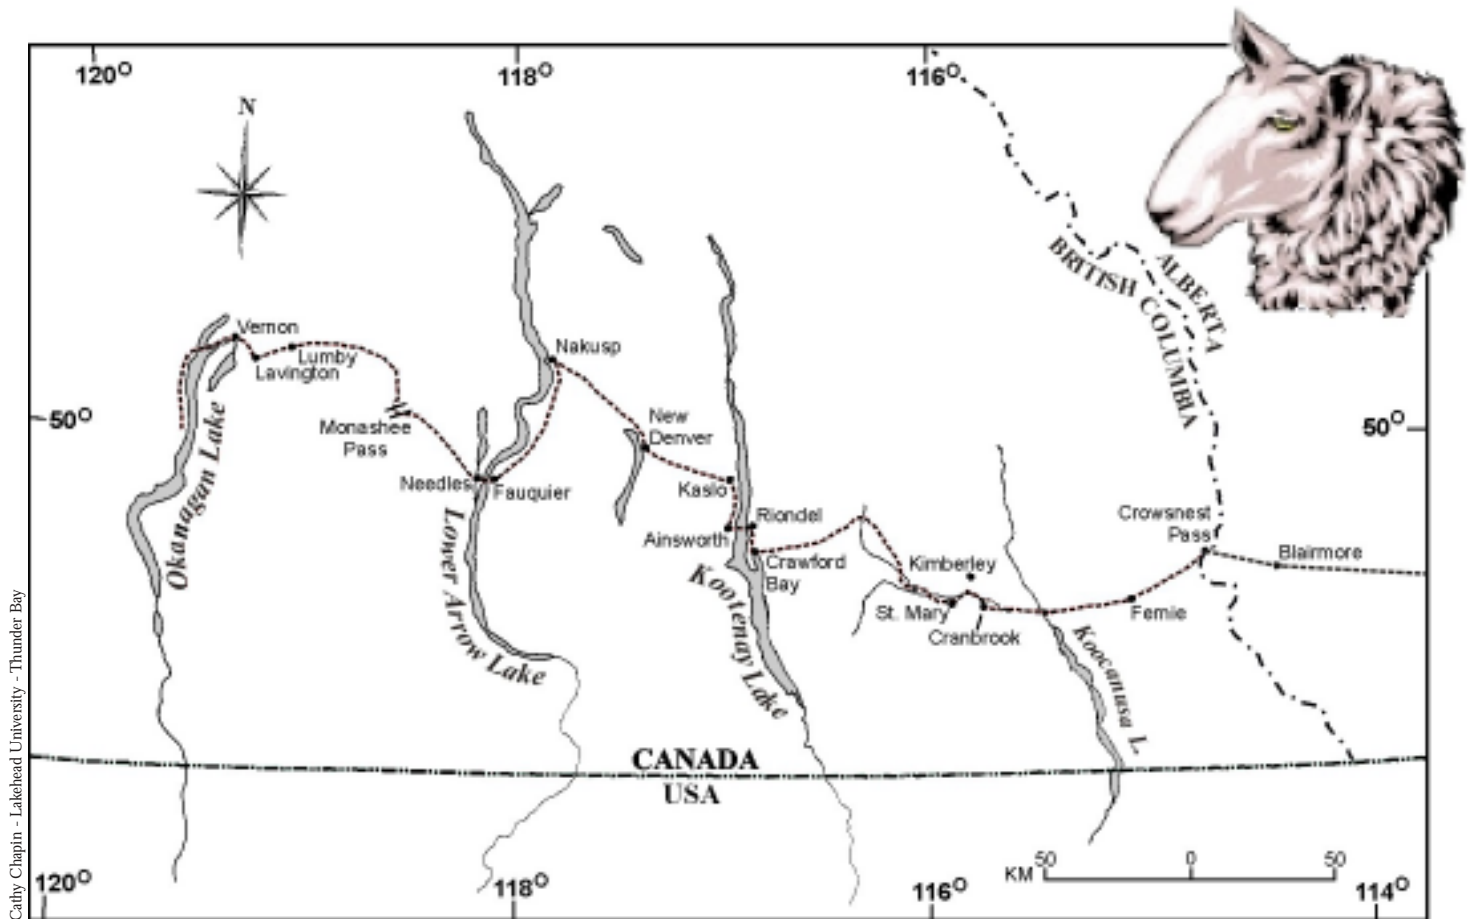 120°
118°
116°
N
BRITISH COLUMBIA
ALBERTA
Vernon
Lumby
Lavington
Nakusp
50°
50°
Monashee
Pass
New
Denver
Okanagan Lake
Needles
Fauquier
Kaslo
Lower Arrow Lake
Ainsworth
Riondel
Crawford
Bay
Kootenay Lake
Crowsnest
Pass
Blairmore
Kimberley
St. Mary
Cranbrook
Fernie
Koocanusa L.
CANADA
USA
KM 50 0 50
120°
118°
116°
114°
Cathy Chapin - Lakehead University - Thunder Bay